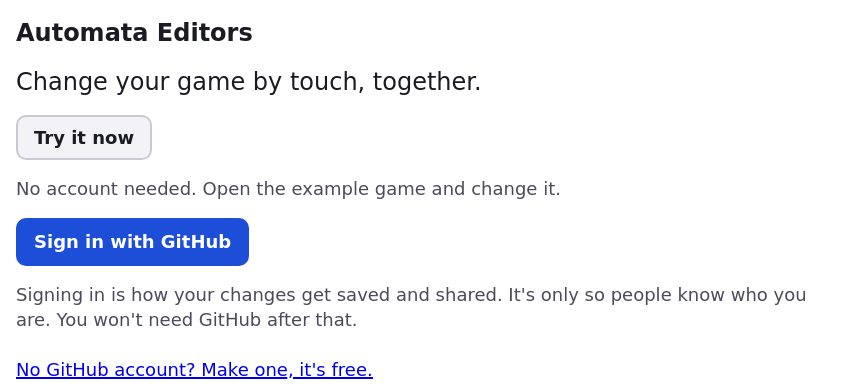 Automata Editors
Change your game by touch, together.
Try it now
No account needed. Open the example game and change it.
Sign in with GitHub
Signing in is how your changes get saved and shared. It's only so people know who you
are. You won't need GitHub after that.
No GitHub account? Make one, it's free.